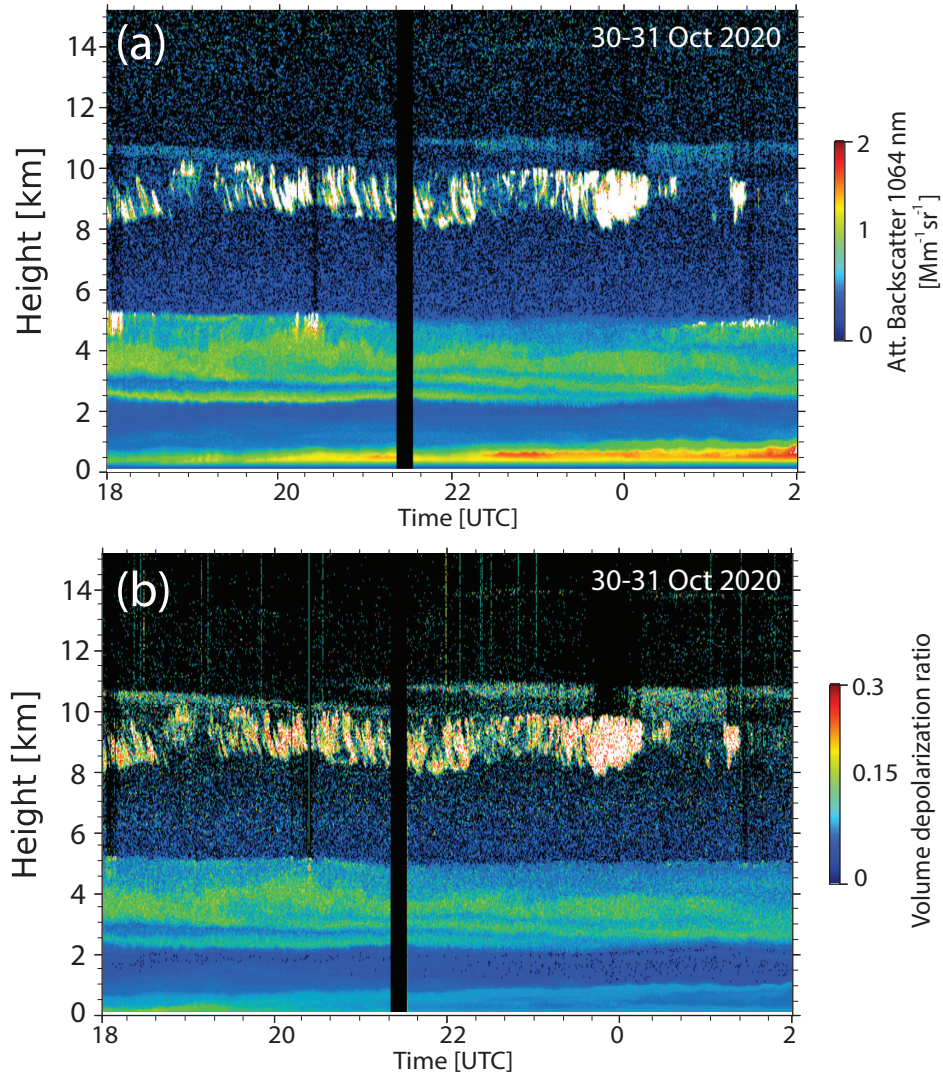 (a)
30-31 Oct 2020
14
12
10
8
6
4
2
0
Height [km]
18
20
22
0
2
Time [UTC]
2
1
0
Att. Backscatter 1064 nm
[Mm⁻¹ sr⁻¹]
(b)
30-31 Oct 2020
14
12
10
8
6
4
2
0
Height [km]
18
20
22
0
2
Time [UTC]
0.3
0.15
0
Volume depolarization ratio